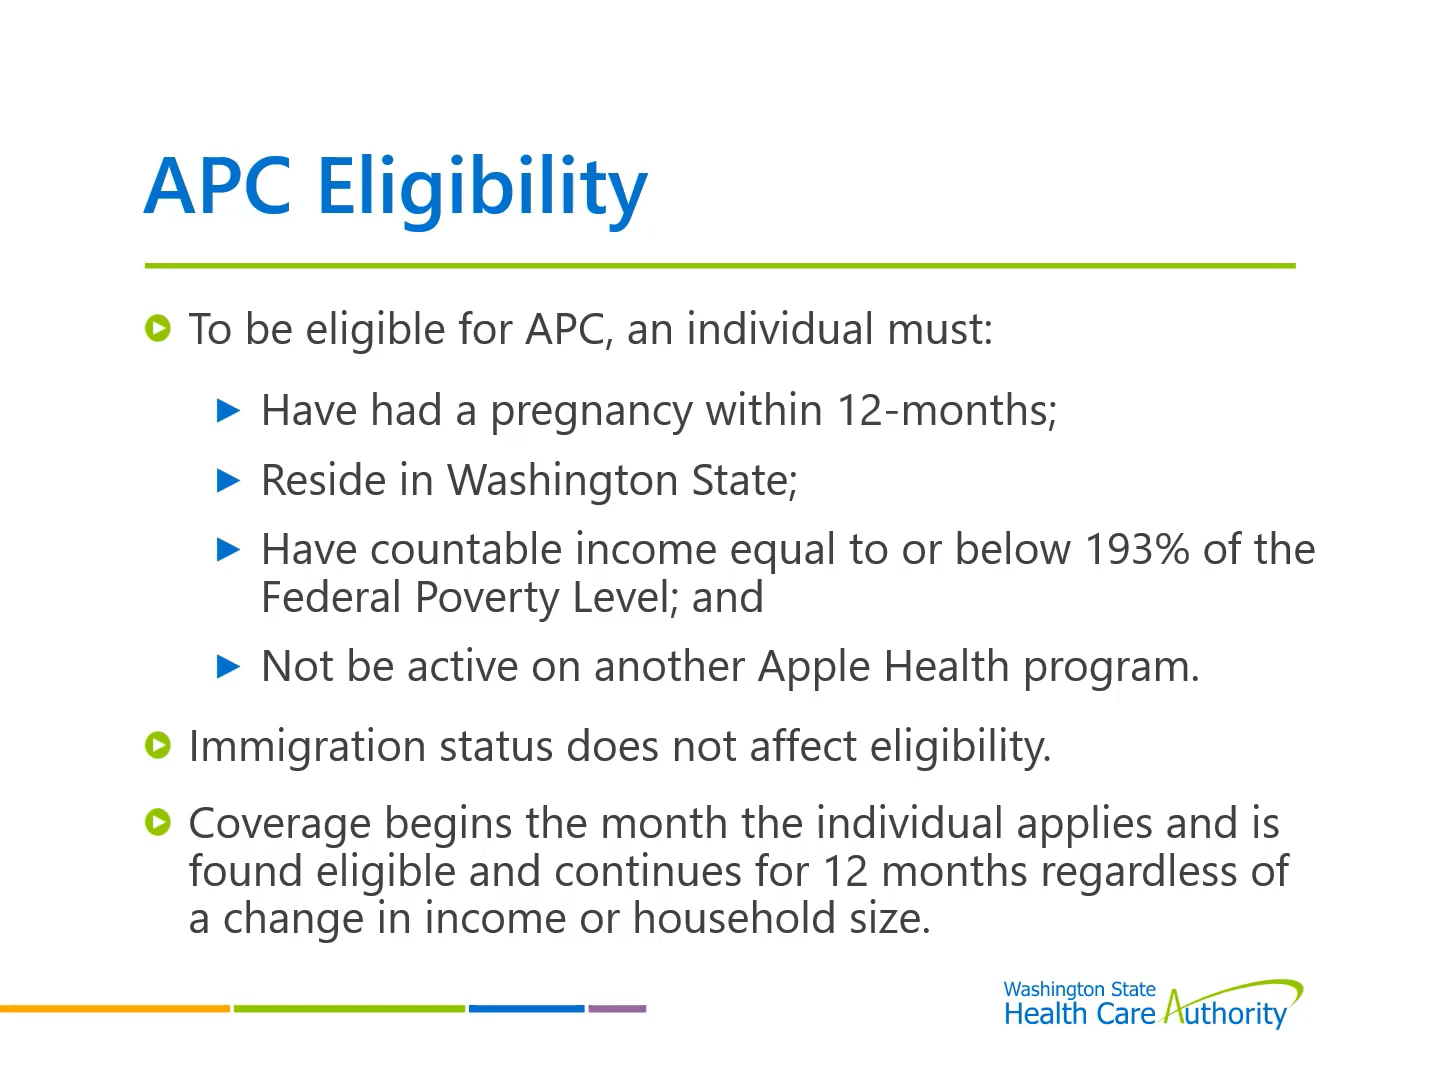 APC Eligibility
To be eligible for APC, an individual must:
Have had a pregnancy within 12-months;
Reside in Washington State;
Have countable income equal to or below 193% of the
Federal Poverty Level; and
Not be active on another Apple Health program.
Immigration status does not affect eligibility.
Coverage begins the month the individual applies and is
found eligible and continues for 12 months regardless of
a change in income or household size.
Washington State
Health Care Authority